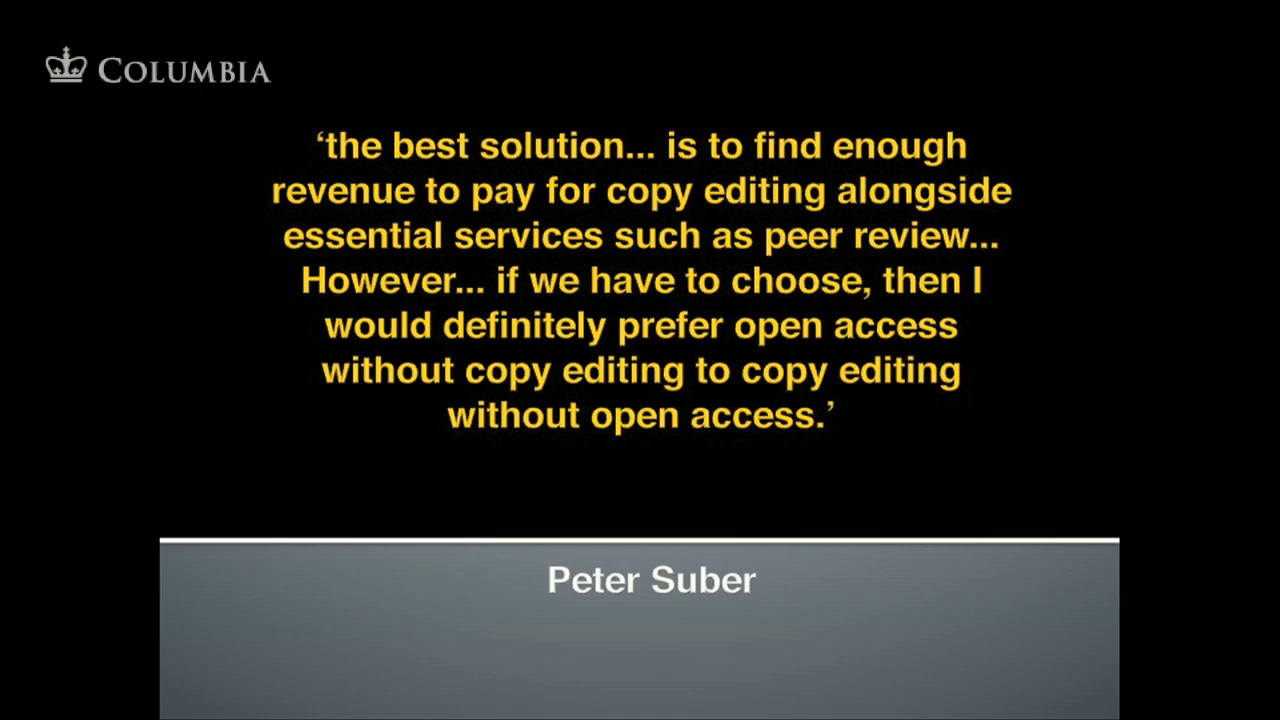 COLUMBIA
‘the best solution... is to find enough
revenue to pay for copy editing alongside
essential services such as peer review...
However... if we have to choose, then I
would definitely prefer open access
without copy editing to copy editing
without open access.’
Peter Suber